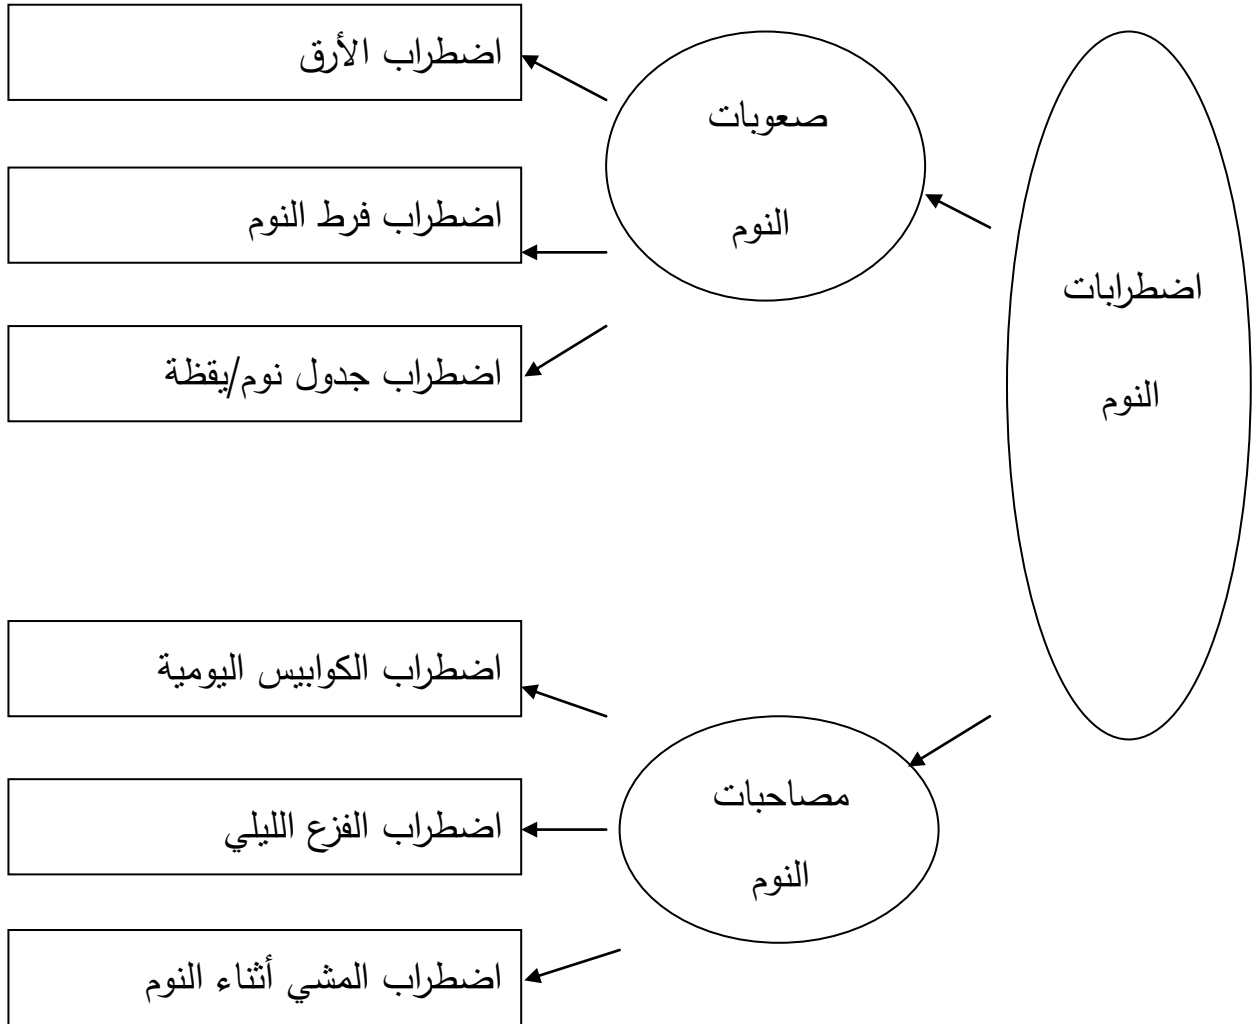 اضطرابات
النوم
صعوبات
النوم
اضطراب الأرق
اضطراب فرط النوم
اضطراب جدول نوم/يقظة
مصاحبات
النوم
اضطراب الكوابيس اليومية
اضطراب الفزع الليلي
اضطراب المشي أثناء النوم